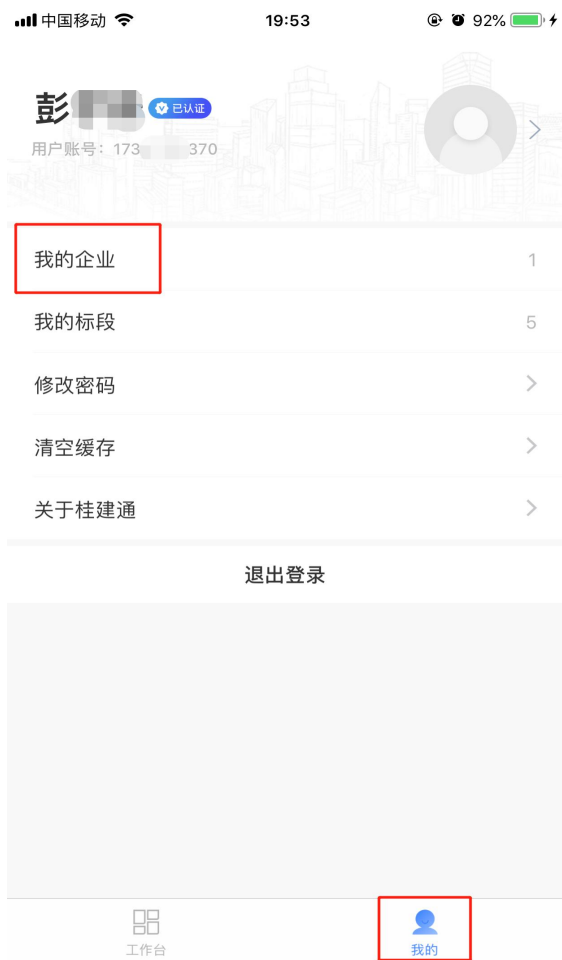 中国移动 19:53 92%
彭 已认证
用户账号：173 370
我的企业 1
我的标段 5
修改密码
清空缓存
关于桂建通
退出登录
工作台 我的